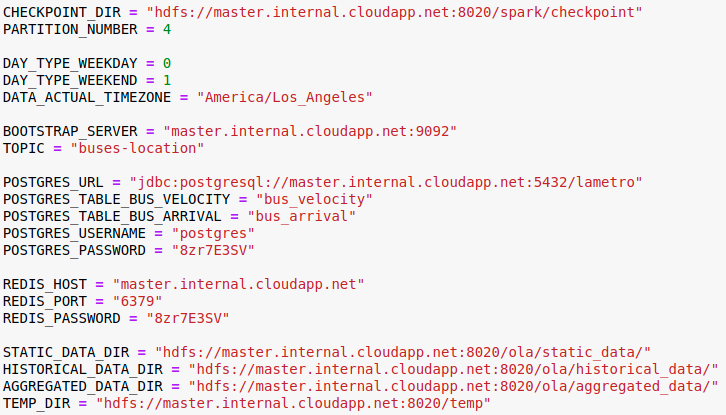 CHECKPOINT_DIR = "hdfs://master.internal.cloudapp.net:8020/spark/checkpoint"
PARTITION_NUMBER = 4
DAY_TYPE_WEEKDAY = 0
DAY_TYPE_WEEKEND = 1
DATA_ACTUAL_TIMEZONE = "America/Los_Angeles"
BOOTSTRAP_SERVER = "master.internal.cloudapp.net:9092"
TOPIC = "buses-location"
POSTGRES_URL = "jdbc:postgresql://master.internal.cloudapp.net:5432/lametro"
POSTGRES_TABLE_BUS_VELOCITY = "bus_velocity"
POSTGRES_TABLE_BUS_ARRIVAL = "bus_arrival"
POSTGRES_USERNAME = "postgres"
POSTGRES_PASSWORD = "8zr7E3SV"
REDIS_HOST = "master.internal.cloudapp.net"
REDIS_PORT = "6379"
REDIS_PASSWORD = "8zr7E3SV"
STATIC_DATA_DIR = "hdfs://master.internal.cloudapp.net:8020/ola/static_data/"
HISTORICAL_DATA_DIR = "hdfs://master.internal.cloudapp.net:8020/ola/historical_data/"
AGGREGATED_DATA_DIR = "hdfs://master.internal.cloudapp.net:8020/ola/aggregated_data/"
TEMP_DIR = "hdfs://master.internal.cloudapp.net:8020/temp"